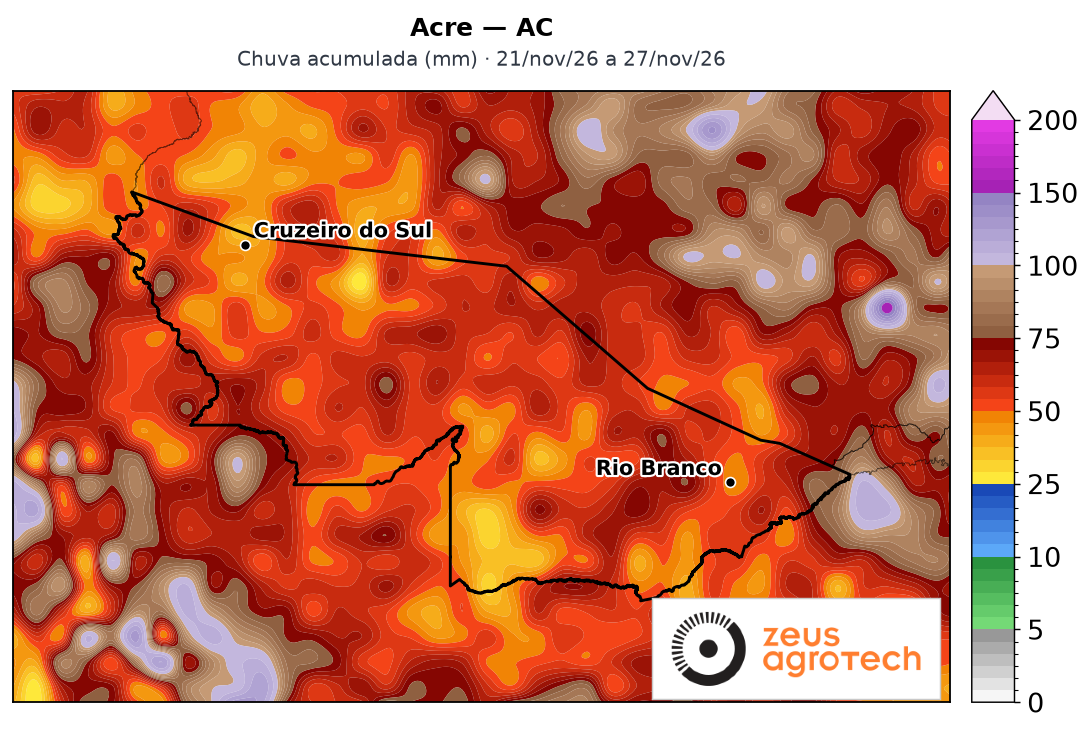 Acre — AC
Chuva acumulada (mm) · 21/nov/26 a 27/nov/26
Cruzeiro do Sul
Rio Branco
200
150
100
75
50
25
10
5
0
zeus
agrotech